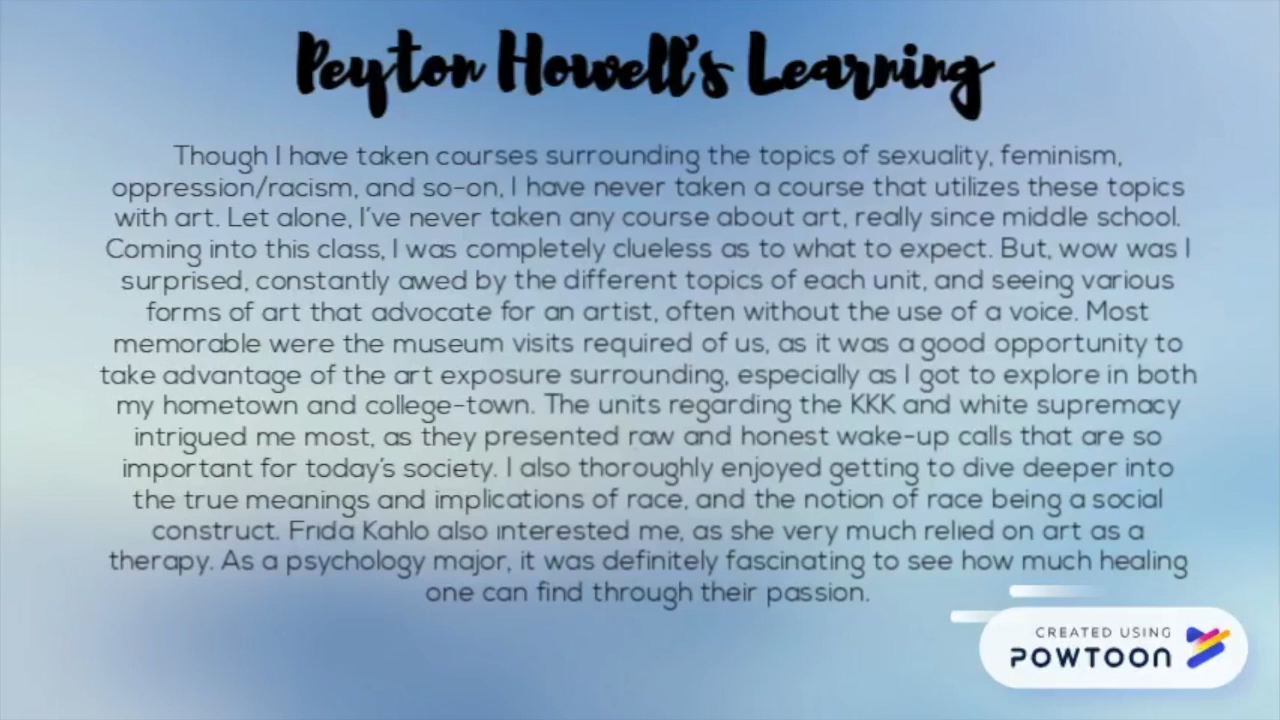 Peyton Howell's Learning
Though I have taken courses surrounding the topics of sexuality, feminism,
oppression/racism, and so-on, I have never taken a course that utilizes these topics
with art. Let alone, I've never taken any course about art, really since middle school.
Coming into this class, I was completely clueless as to what to expect. But, wow was I
surprised, constantly awed by the different topics of each unit, and seeing various
forms of art that advocate for an artist, often without the use of a voice. Most
memorable were the museum visits required of us, as it was a good opportunity to
take advantage of the art exposure surrounding, especially as I got to explore in both
my hometown and college-town. The units regarding the KKK and white supremacy
intrigued me most, as they presented raw and honest wake-up calls that are so
important for today's society. I also thoroughly enjoyed getting to dive deeper into
the true meanings and implications of race, and the notion of race being a social
construct. Frida Kahlo also interested me, as she very much relied on art as a
therapy. As a psychology major, it was definitely fascinating to see how much healing
one can find through their passion.
CREATED USING
POWTOON